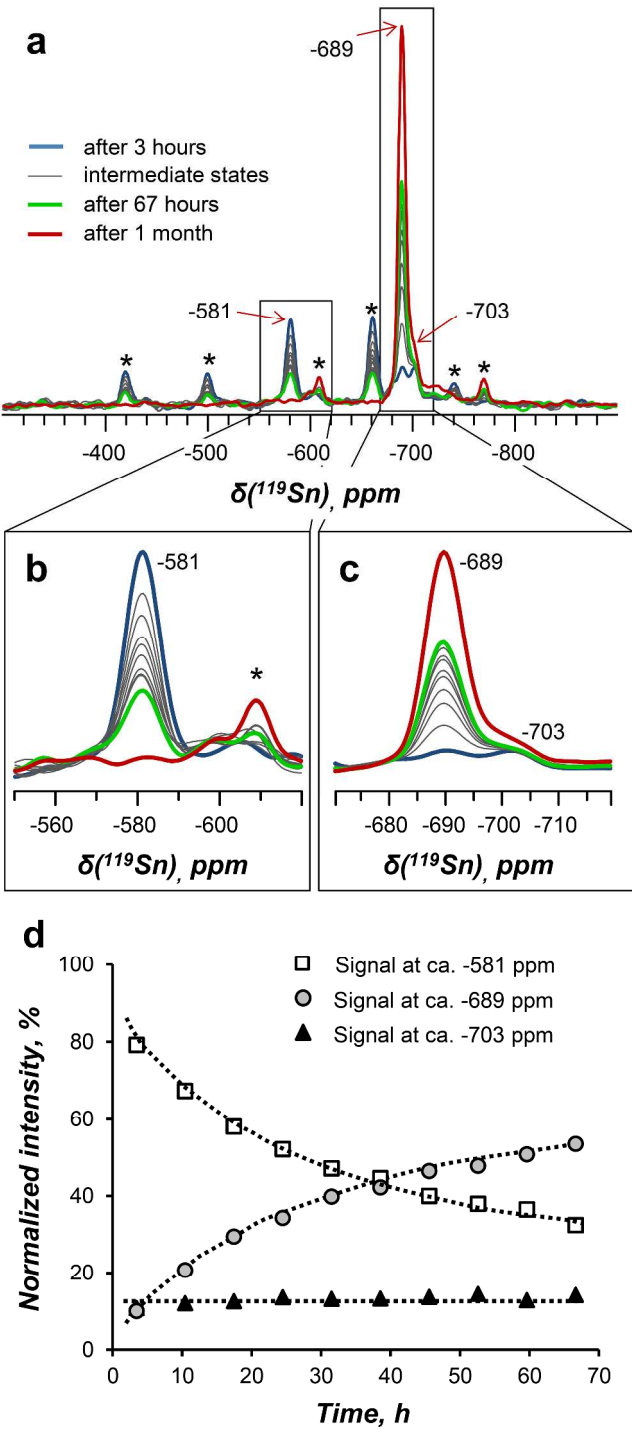 a
-689
after 3 hours
intermediate states
after 67 hours
after 1 month
-581
*
-703
* * * * *
-400 -500 -600 -700 -800
δ(¹¹⁹Sn), ppm
b
-581
*
-560 -580 -600
δ(¹¹⁹Sn), ppm
c
-689
-703
-680 -690 -700 -710
δ(¹¹⁹Sn), ppm
d
Normalized intensity, %
100
80
60
40
20
0
Signal at ca. -581 ppm
Signal at ca. -689 ppm
Signal at ca. -703 ppm
0 10 20 30 40 50 60 70
Time, h